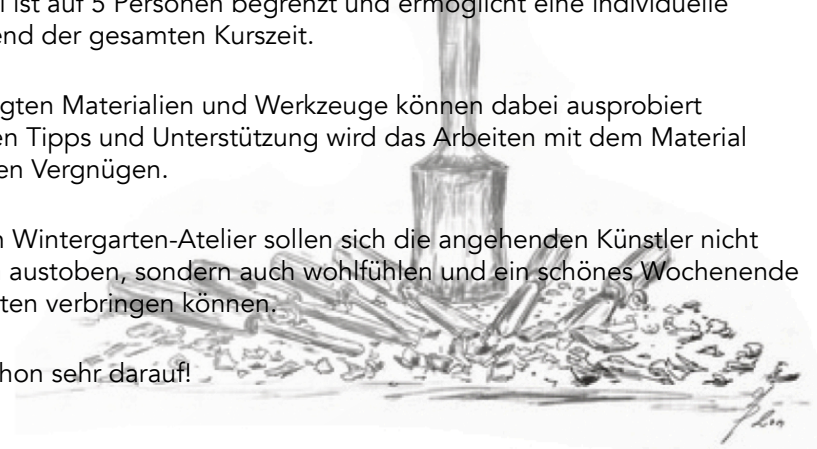 l ist auf 5 Personen begrenzt und ermöglicht eine individuelle
end der gesamten Kurszeit.
gten Materialien und Werkzeuge können dabei ausprobiert
en Tipps und Unterstützung wird das Arbeiten mit dem Material
en Vergnügen.
n Wintergarten-Atelier sollen sich die angehenden Künstler nicht
austoben, sondern auch wohlfühlen und ein schönes Wochenende
ten verbringen können.
hon sehr darauf!